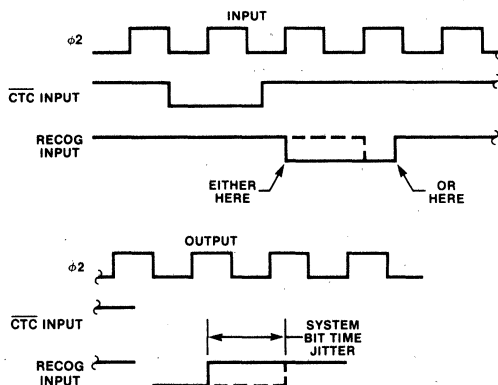 INPUT
φ2
CTC INPUT
RECOG
INPUT
EITHER
HERE
OR
HERE
OUTPUT
φ2
CTC INPUT
SYSTEM
BIT TIME
JITTER
RECOG
INPUT